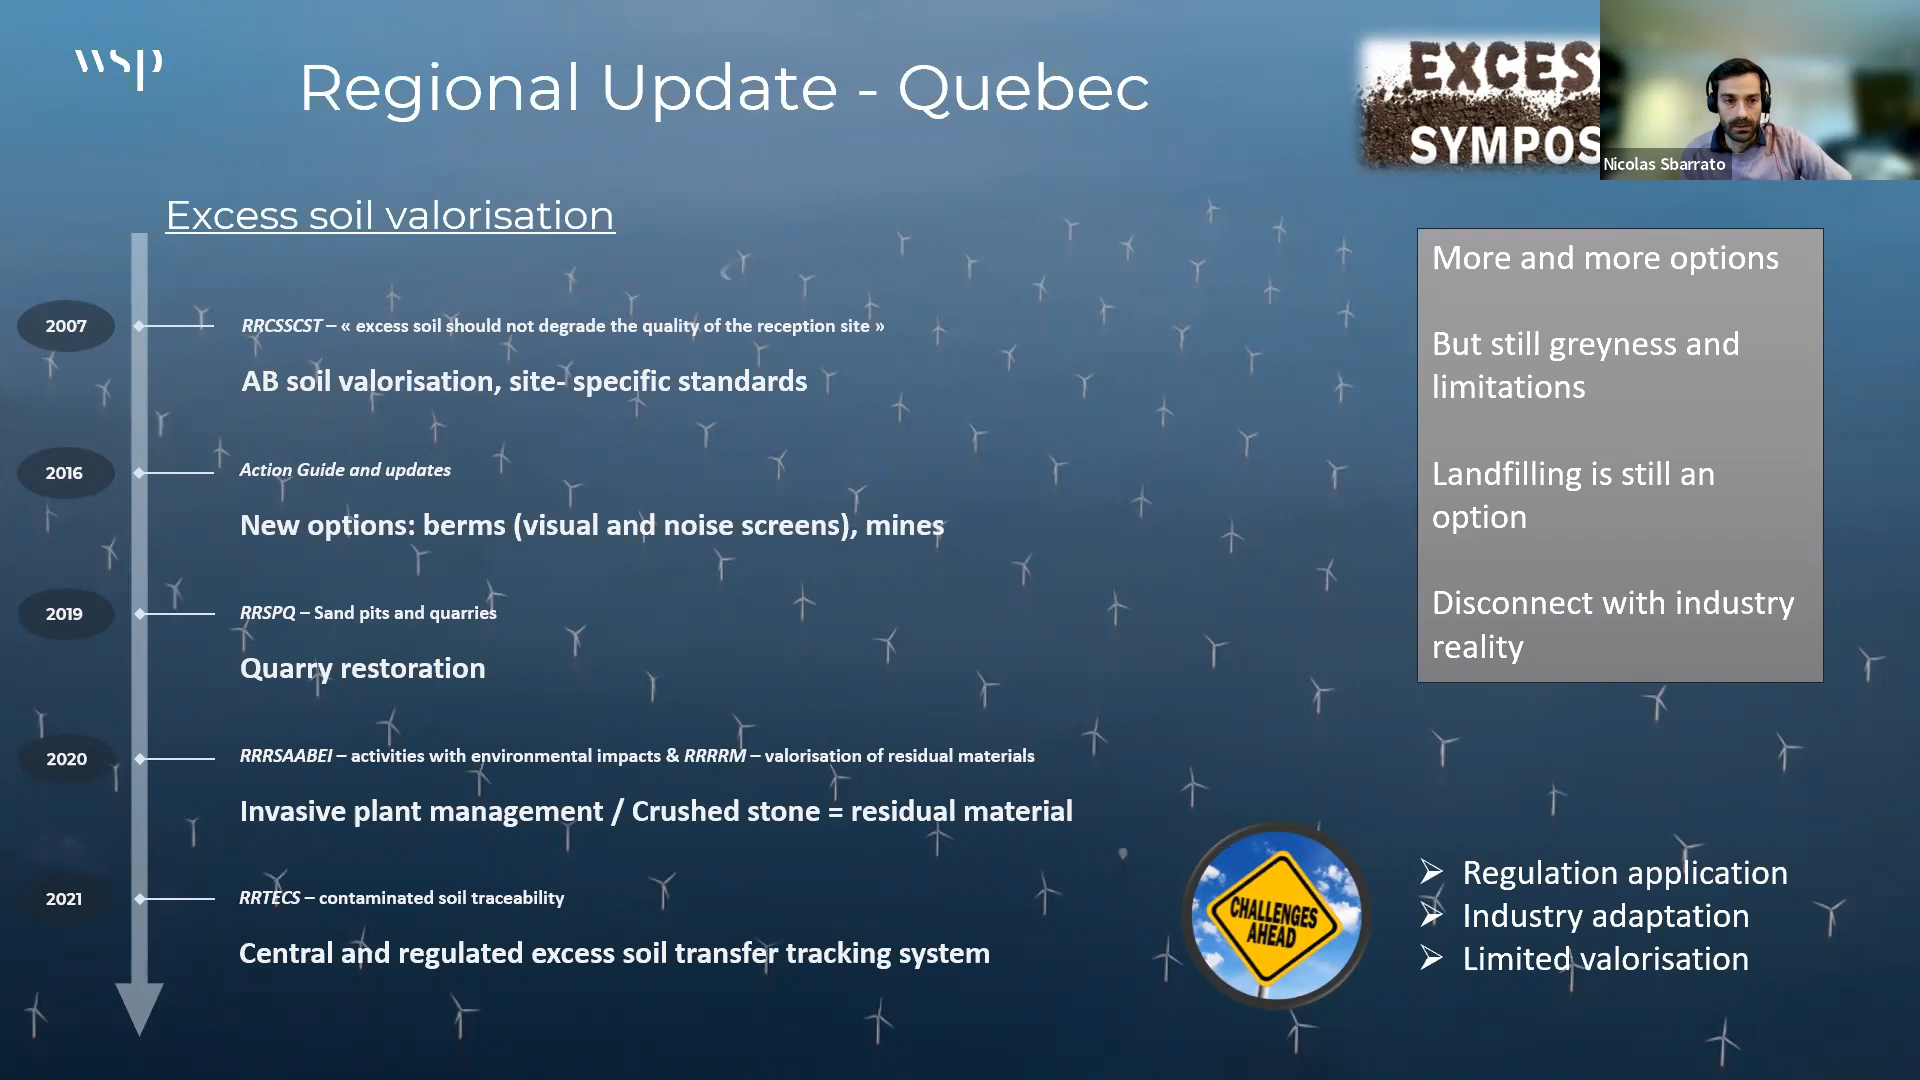 wsp
Regional Update - Quebec
EXCES
SYMPOS
Nicolas Sbarrato
Excess soil valorisation
2007
RRCSSCST – « excess soil should not degrade the quality of the reception site »
AB soil valorisation, site- specific standards
2016
Action Guide and updates
New options: berms (visual and noise screens), mines
2019
RRSPQ – Sand pits and quarries
Quarry restoration
2020
RRRSAABEI – activities with environmental impacts & RRRRM – valorisation of residual materials
Invasive plant management / Crushed stone = residual material
2021
RRTECS – contaminated soil traceability
Central and regulated excess soil transfer tracking system
More and more options
But still greyness and
limitations
Landfilling is still an
option
Disconnect with industry
reality
CHALLENGES
AHEAD
Regulation application
Industry adaptation
Limited valorisation